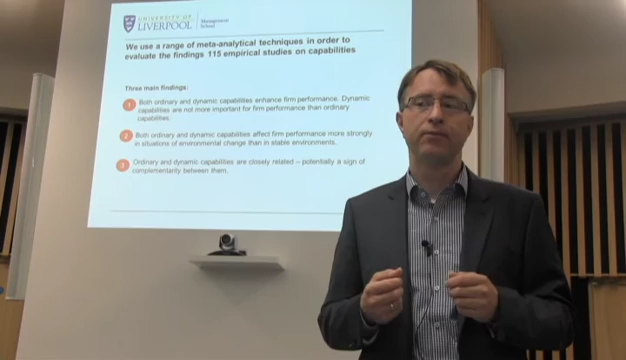 UNIVERSITY OF
LIVERPOOL
Management
School
We use a range of meta-analytical techniques in order to
evaluate the findings 115 empirical studies on capabilities
Three main findings:
1 Both ordinary and dynamic capabilities enhance firm performance. Dynamic
capabilities are not more important for firm performance than ordinary
capabilities.
2 Both ordinary and dynamic capabilities affect firm performance more strongly
in situations of environmental change than in stable environments.
3 Ordinary and dynamic capabilities are closely related – potentially a sign of
complementarity between them.